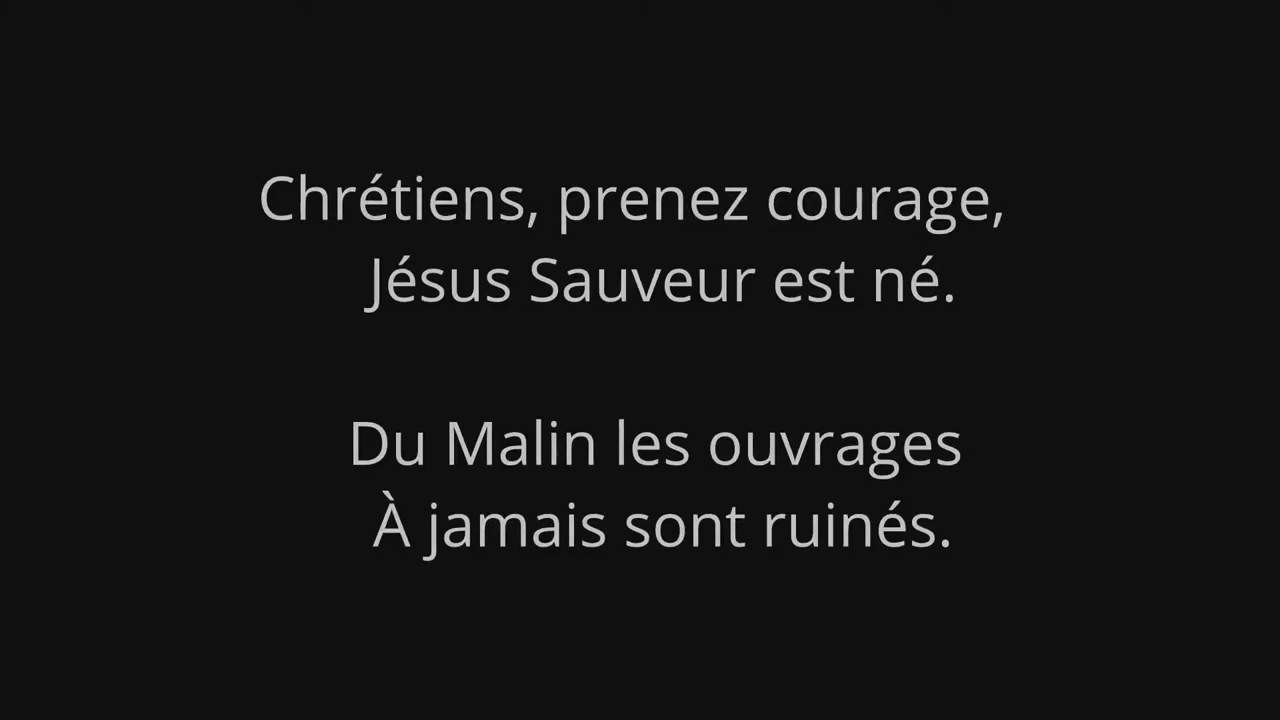 Chrétiens, prenez courage,
Jésus Sauveur est né.
Du Malin les ouvrages
À jamais sont ruinés.